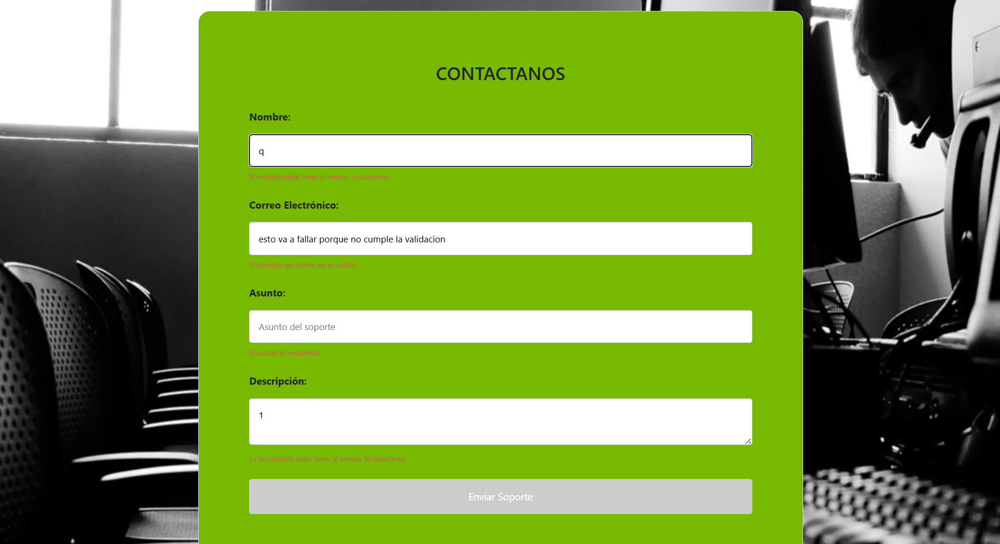 CONTACTANOS
Nombre:
q
El nombre debe tener al menos 3 caracteres.
Correo Electrónico:
esto va a fallar porque no cumple la validacion
El formato del correo no es válido.
Asunto:
Asunto del soporte
El asunto es requerido.
Descripción:
1
La descripción debe tener al menos 10 caracteres.
Enviar Soporte